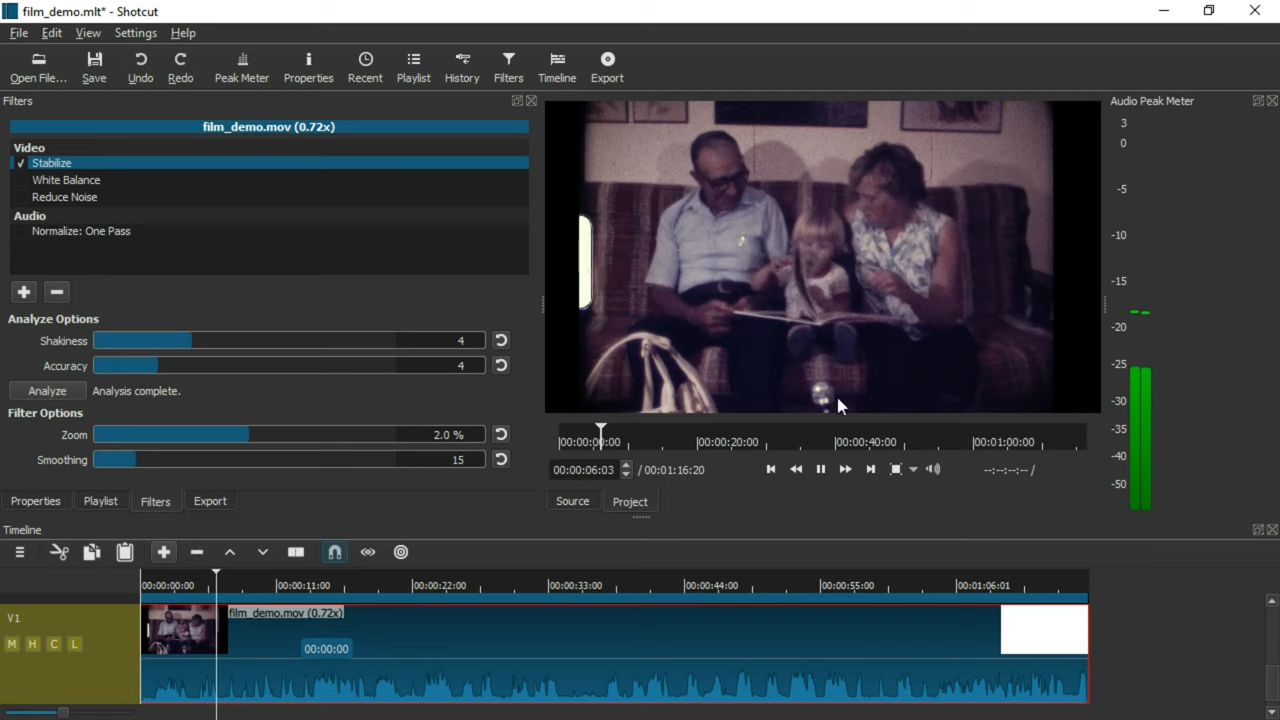 film_demo.mlt* - Shotcut
File Edit View Settings Help
Open File... Save Undo Redo Peak Meter Properties Recent Playlist History Filters Timeline Export
Filters
film_demo.mov (0.72x)
Video
Stabilize
White Balance
Reduce Noise
Audio
Normalize: One Pass
Analyze Options
Shakiness 4
Accuracy 4
Analyze Analysis complete.
Filter Options
Zoom 2.0 %
Smoothing 15
Properties Playlist Filters Export
00:00:00:00 00:00:20:00 00:00:40:00 00:01:00:00
00:00:06:03 / 00:01:16:20 --:--:--:-- /
Source Project
Audio Peak Meter
3
0
-5
-10
-15
-20
-25
-30
-35
-40
-50
Timeline
00:00:00:00 00:00:11:00 00:00:22:00 00:00:33:00 00:00:44:00 00:00:55:00 00:01:06:01
V1
M H C L
film_demo.mov (0.72x)
00:00:00